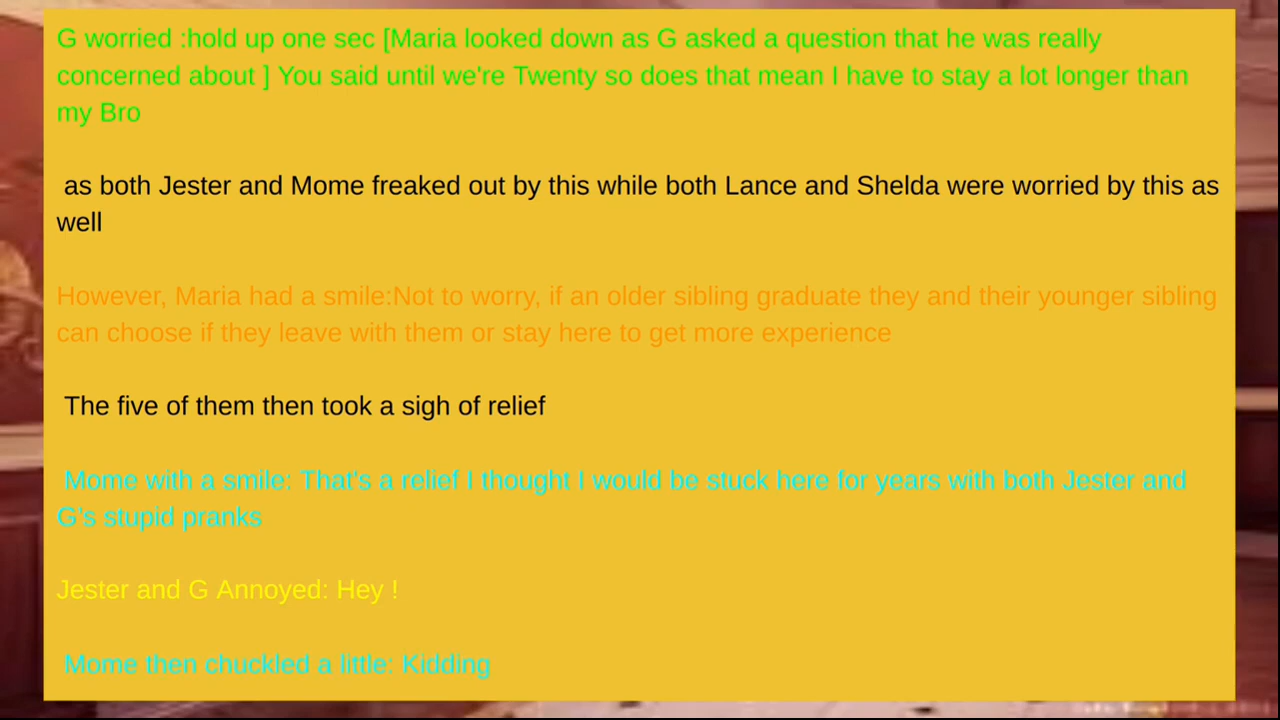 G worried :hold up one sec [Maria looked down as G asked a question that he was really
concerned about ] You said until we're Twenty so does that mean I have to stay a lot longer than
my Bro
as both Jester and Mome freaked out by this while both Lance and Shelda were worried by this as
well
However, Maria had a smile:Not to worry, if an older sibling graduate they and their younger sibling
can choose if they leave with them or stay here to get more experience
The five of them then took a sigh of relief
Mome with a smile: That's a relief I thought I would be stuck here for years with both Jester and
G's stupid pranks
Jester and G Annoyed: Hey !
Mome then chuckled a little: Kidding